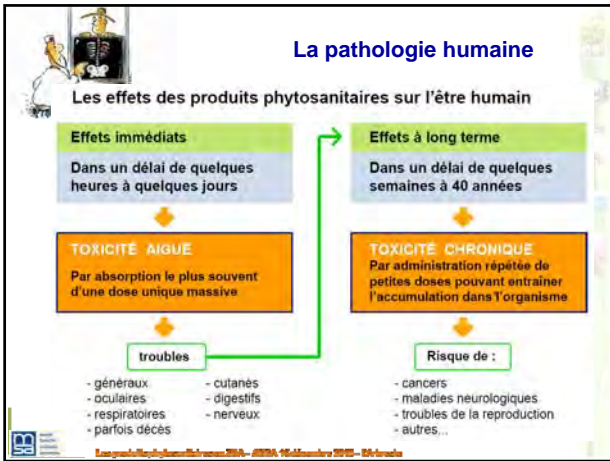 La pathologie humaine
Les effets des produits phytosanitaires sur l'être humain
Effets immédiats
Dans un délai de quelques
heures à quelques jours
TOXICITÉ AIGUE
Par absorption le plus souvent
d'une dose unique massive
troubles
- généraux
- oculaires
- respiratoires
- parfois décès
- cutanés
- digestifs
- nerveux
Effets à long terme
Dans un délai de quelques
semaines à 40 années
TOXICITÉ CHRONIQUE
Par administration répétée de
petites doses pouvant entrainer
l'accumulation dans l'organisme
Risque de :
- cancers
- maladies neurologiques
- troubles de la reproduction
- autres...
msa